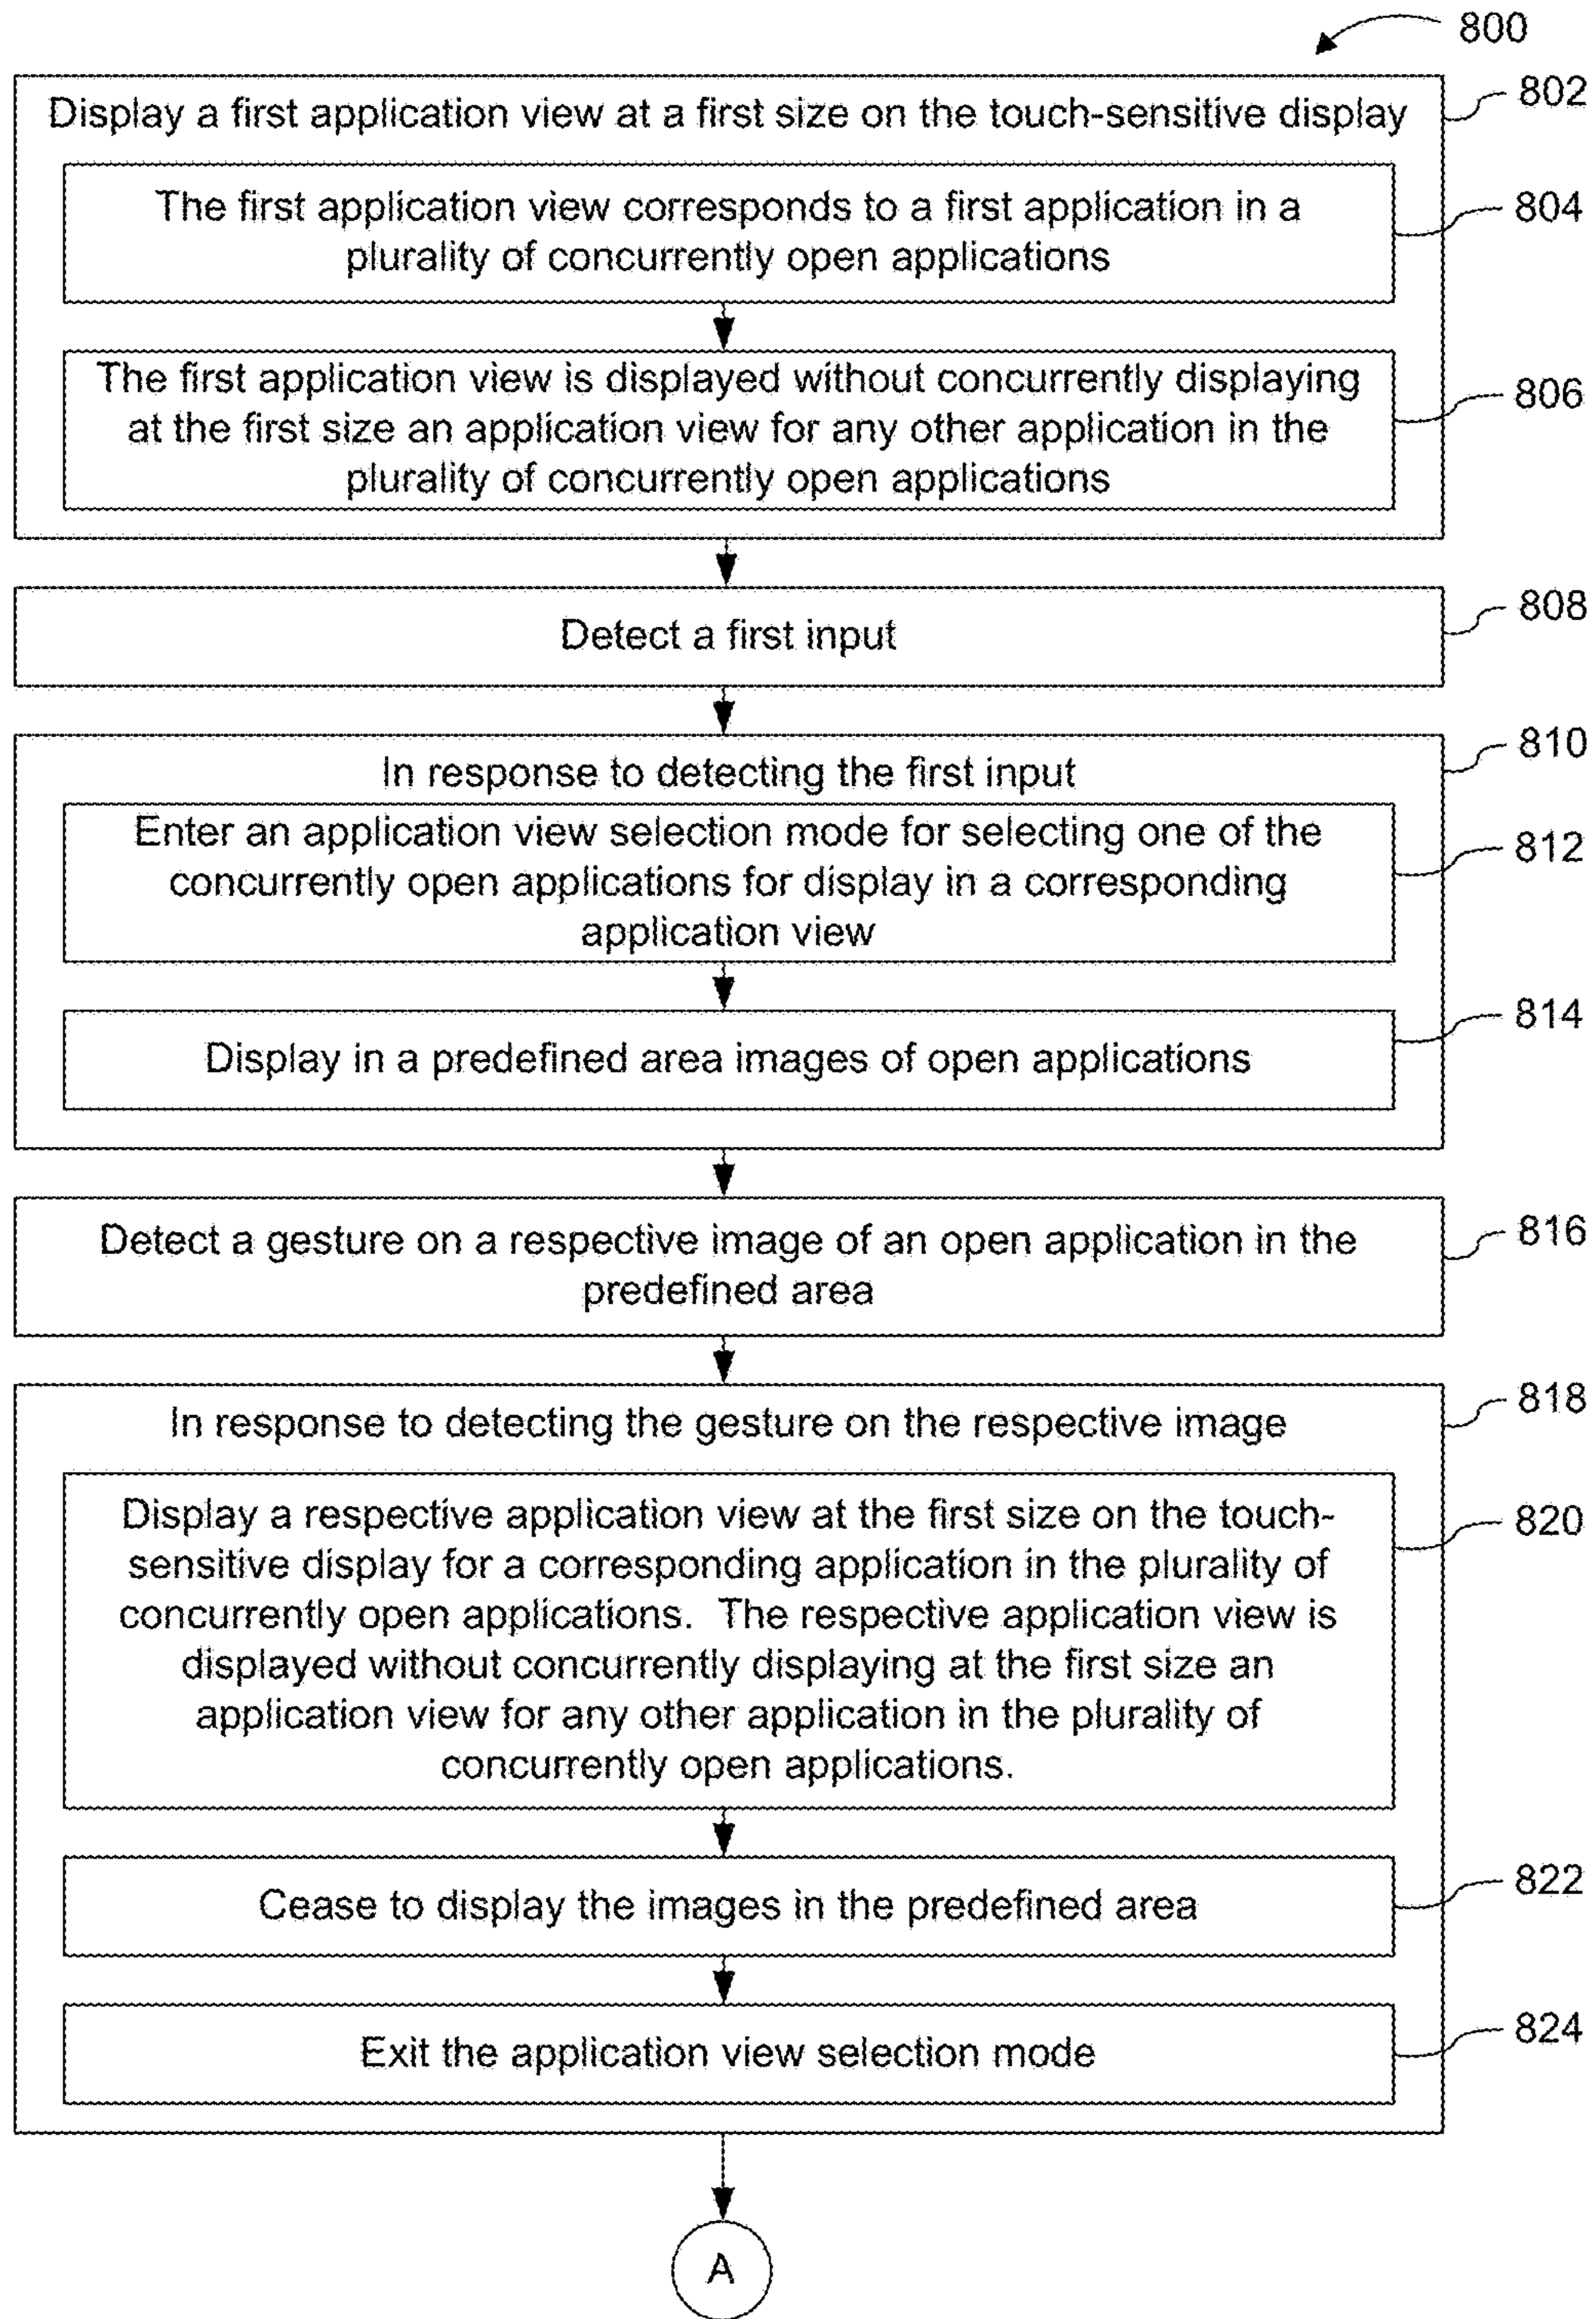 800
Display a first application view at a first size on the touch-sensitive display
802
The first application view corresponds to a first application in a
plurality of concurrently open applications
804
The first application view is displayed without concurrently displaying
at the first size an application view for any other application in the
plurality of concurrently open applications
806
Detect a first input
808
In response to detecting the first input
810
Enter an application view selection mode for selecting one of the
concurrently open applications for display in a corresponding
application view
812
Display in a predefined area images of open applications
814
Detect a gesture on a respective image of an open application in the
predefined area
816
In response to detecting the gesture on the respective image
818
Display a respective application view at the first size on the touch-
sensitive display for a corresponding application in the plurality of
concurrently open applications. The respective application view is
displayed without concurrently displaying at the first size an
application view for any other application in the plurality of
concurrently open applications.
820
Cease to display the images in the predefined area
822
Exit the application view selection mode
824
A